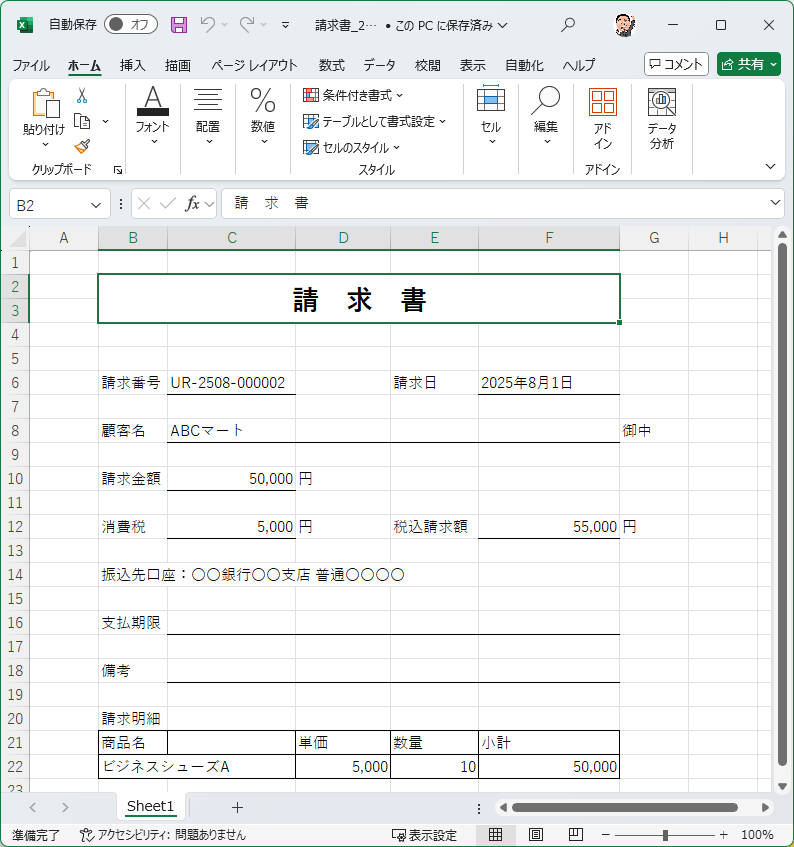 自動保存 オフ 請求書_2… • この PC に保存済み
ファイル ホーム 挿入 描画 ページ レイアウト 数式 データ 校閲 表示 自動化 ヘルプ コメント 共有
貼り付け フォント 配置 数値 条件付き書式 テーブルとして書式設定 セルのスタイル セル 編集 アドイン データ分析
クリップボード スタイル アドイン
B2 fx 請　求　書
A B C D E F G H
1
2
3
請　求　書
4
5
6 請求番号 UR-2508-000002 請求日 2025年8月1日
7
8 顧客名 ABCマート 御中
9
10 請求金額 50,000 円
11
12 消費税 5,000 円 税込請求額 55,000 円
13
14 振込先口座：〇〇銀行〇〇支店 普通〇〇〇〇
15
16 支払期限
17
18 備考
19
20 請求明細
21 商品名 単価 数量 小計
22 ビジネスシューズA 5,000 10 50,000
23
Sheet1
準備完了 アクセシビリティ: 問題ありません 表示設定 100%